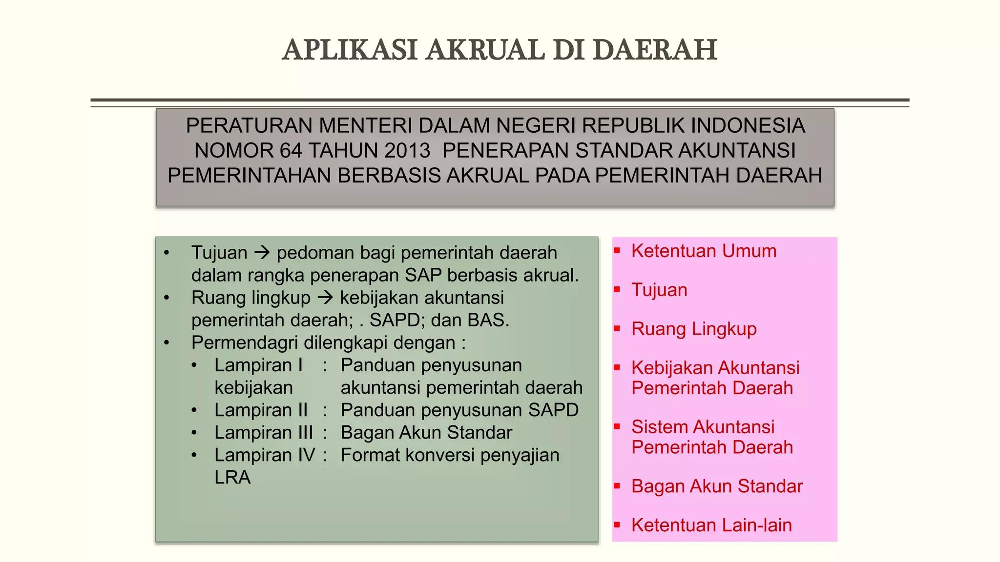 APLIKASI AKRUAL DI DAERAH
PERATURAN MENTERI DALAM NEGERI REPUBLIK INDONESIA
NOMOR 64 TAHUN 2013 PENERAPAN STANDAR AKUNTANSI
PEMERINTAHAN BERBASIS AKRUAL PADA PEMERINTAH DAERAH
• Tujuan → pedoman bagi pemerintah daerah
dalam rangka penerapan SAP berbasis akrual.
• Ruang lingkup → kebijakan akuntansi
pemerintah daerah; . SAPD; dan BAS.
• Permendagri dilengkapi dengan :
• Lampiran I : Panduan penyusunan
kebijakan akuntansi pemerintah daerah
• Lampiran II : Panduan penyusunan SAPD
• Lampiran III : Bagan Akun Standar
• Lampiran IV : Format konversi penyajian
LRA
▪ Ketentuan Umum
▪ Tujuan
▪ Ruang Lingkup
▪ Kebijakan Akuntansi
Pemerintah Daerah
▪ Sistem Akuntansi
Pemerintah Daerah
▪ Bagan Akun Standar
▪ Ketentuan Lain-lain